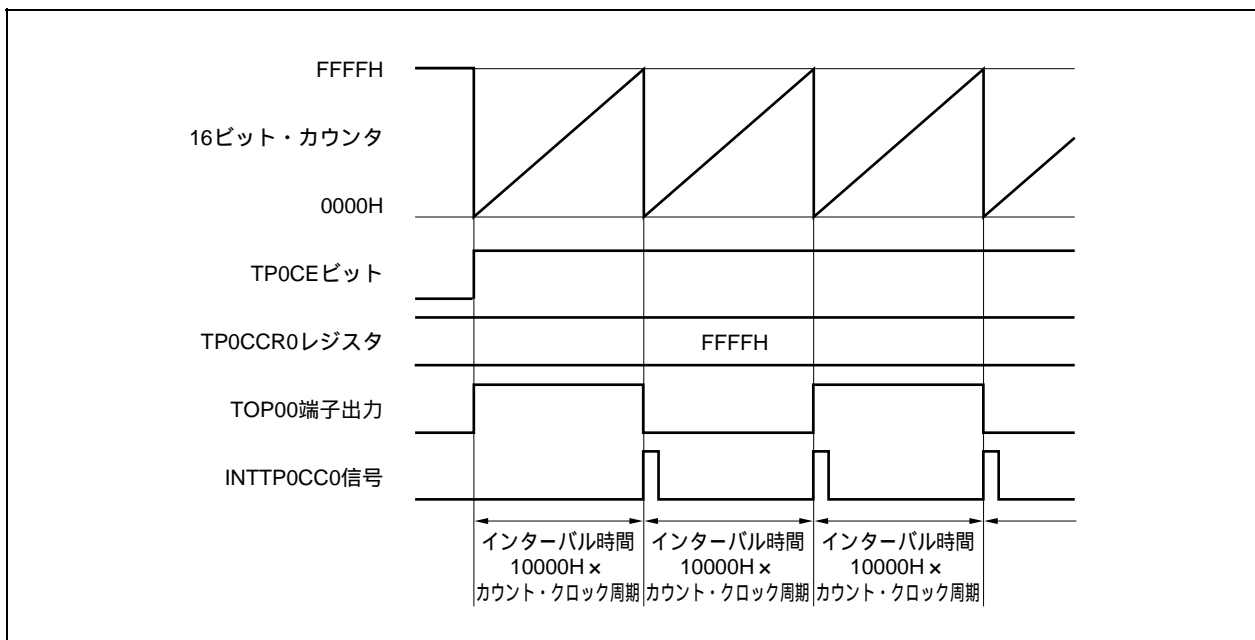 FFFFH
16ビット・カウンタ
0000H
TP0CEビット
TP0CCR0レジスタ
FFFFH
TOP00端子出力
INTTP0CC0信号
インターバル時間
10000H ×
カウント・クロック周期
インターバル時間
10000H ×
カウント・クロック周期
インターバル時間
10000H ×
カウント・クロック周期